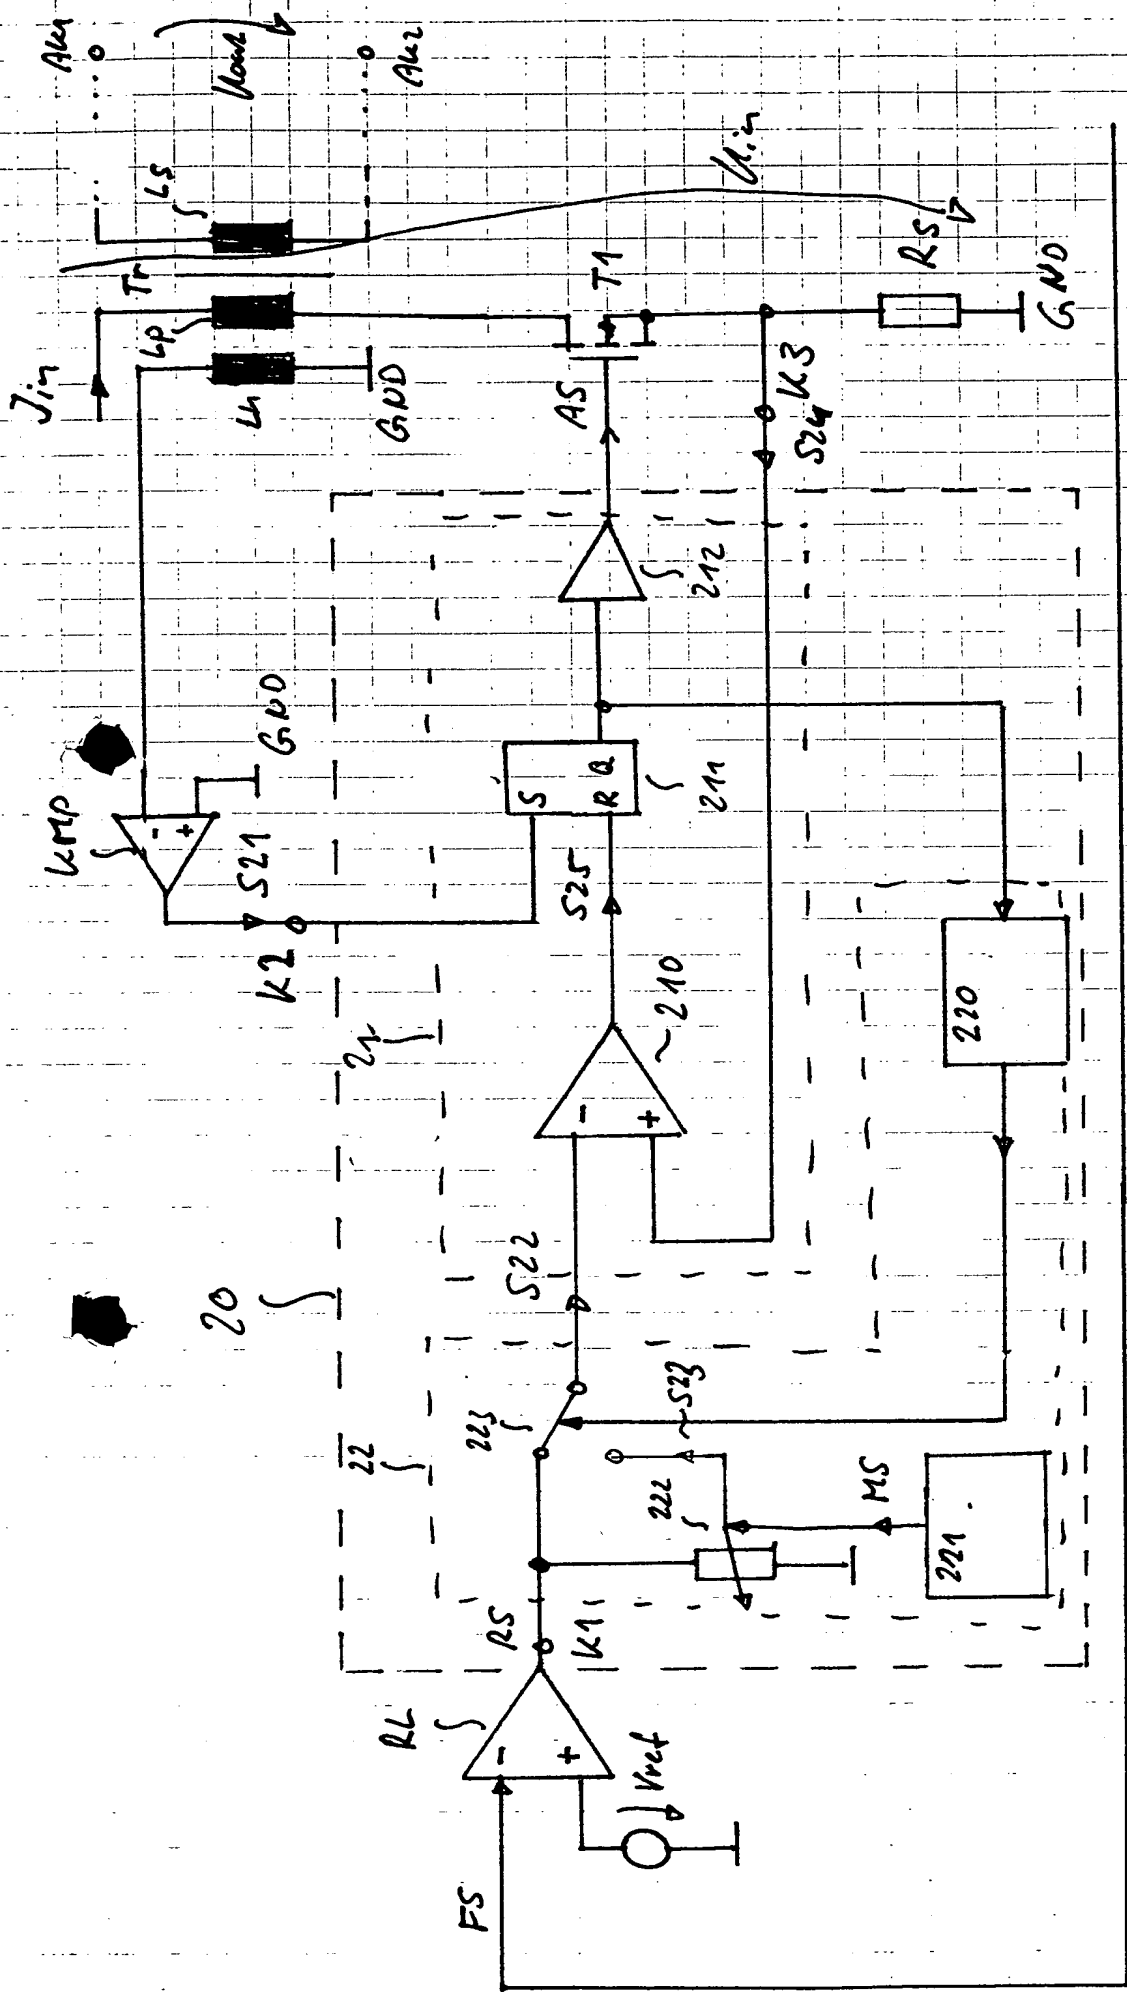 AK1
Uout
AK2
Jin
Tr
Ls
Lp
Lh
GND
Uin
T1
AS
RS
GND
K3
S24
KMP
-
+
GND
S21
K2
20
21
212
S
R Q
211
S25
210
-
+
S22
22
223
~S23
222
MS
221
220
RS
K1
RL
-
+
Vref
FS